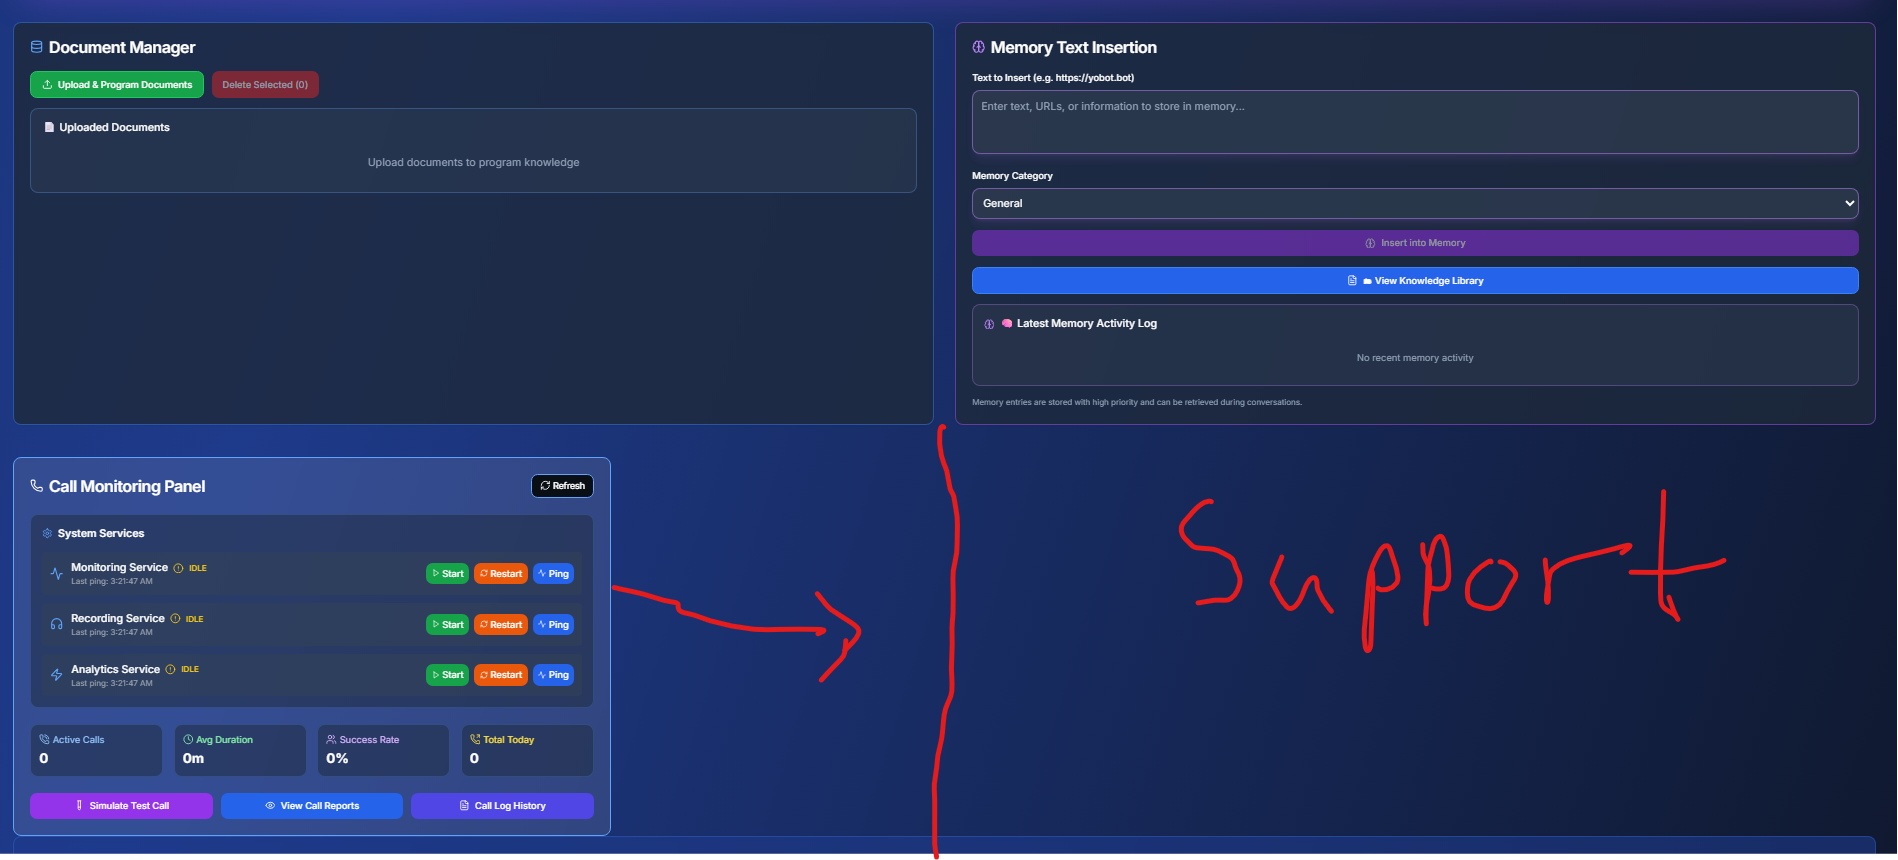 Document Manager
Upload & Program Documents
Delete Selected (0)
Uploaded Documents
Upload documents to program knowledge
Memory Text Insertion
Text to Insert (e.g. https://yobot.bot)
Enter text, URLs, or information to store in memory...
Memory Category
General
Insert into Memory
View Knowledge Library
Latest Memory Activity Log
No recent memory activity
Memory entries are stored with high priority and can be retrieved during conversations.
Call Monitoring Panel
Refresh
System Services
Monitoring Service IDLE
Last ping: 3:21:47 AM
Start Restart Ping
Recording Service IDLE
Last ping: 3:21:47 AM
Start Restart Ping
Analytics Service IDLE
Last ping: 3:21:47 AM
Start Restart Ping
Active Calls
0
Avg Duration
0m
Success Rate
0%
Total Today
0
Simulate Test Call
View Call Reports
Call Log History
Support